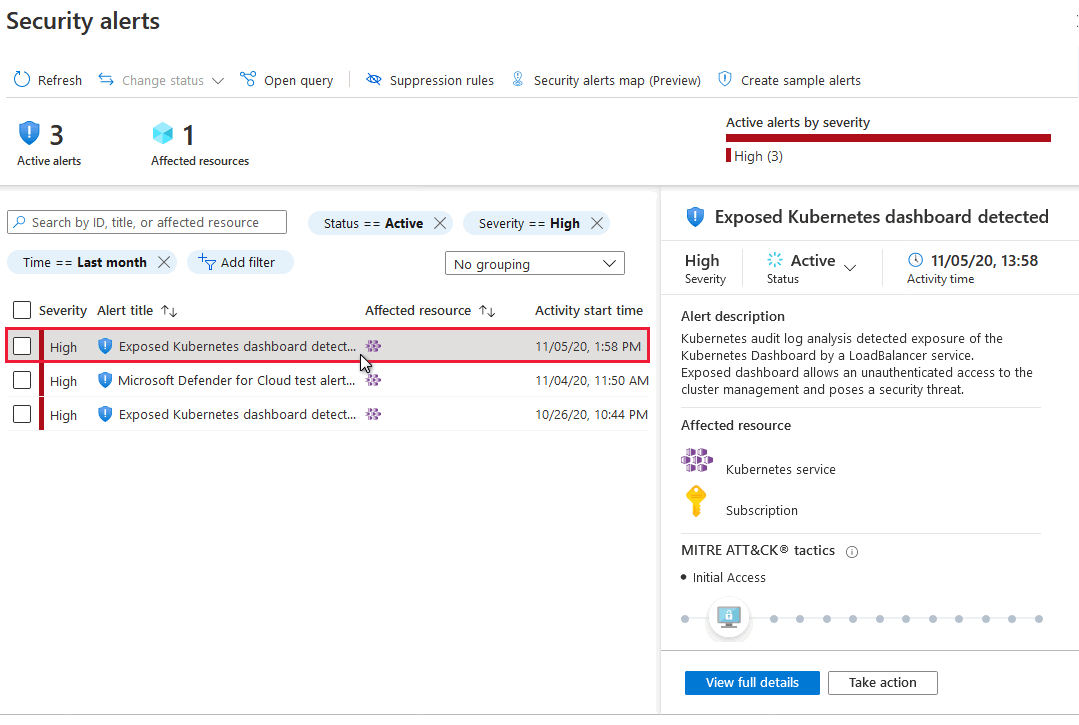 Security alerts
Refresh Change status Open query Suppression rules Security alerts map (Preview) Create sample alerts
3 1
Active alerts Affected resources
Active alerts by severity
High (3)
Search by ID, title, or affected resource Status == Active Severity == High
Time == Last month Add filter No grouping
Severity Alert title Affected resource Activity start time
High Exposed Kubernetes dashboard detect... 11/05/20, 1:58 PM
High Microsoft Defender for Cloud test alert... 11/04/20, 11:50 AM
High Exposed Kubernetes dashboard detect... 10/26/20, 10:44 PM
Exposed Kubernetes dashboard detected
High Active 11/05/20, 13:58
Severity Status Activity time
Alert description
Kubernetes audit log analysis detected exposure of the
Kubernetes Dashboard by a LoadBalancer service.
Exposed dashboard allows an unauthenticated access to the
cluster management and poses a security threat.
Affected resource
Kubernetes service
Subscription
MITRE ATT&CK® tactics
• Initial Access
View full details Take action